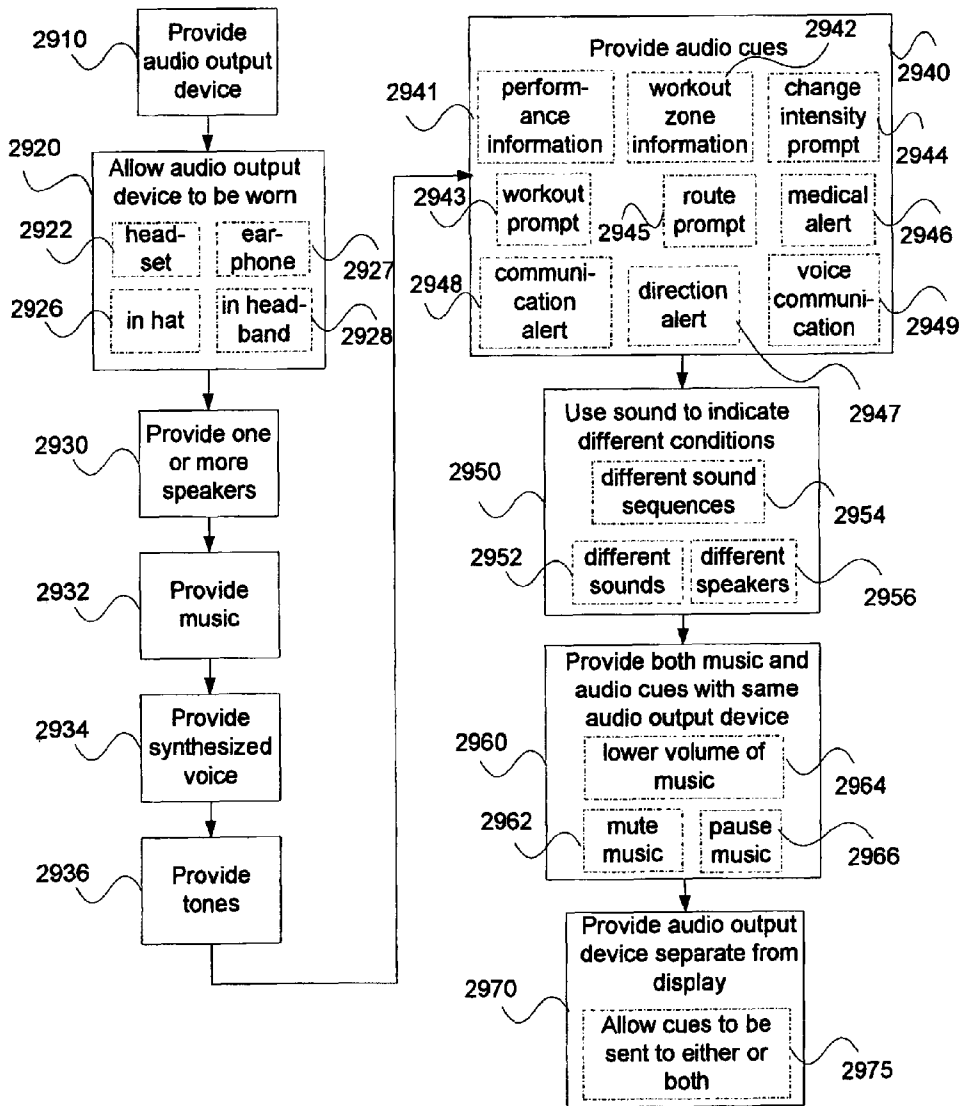 2910
Provide
audio output
device
2920
Allow audio output
device to be worn
2922
head-
set
ear-
phone
2927
2926
in hat
in head-
band
2928
2930
Provide one
or more
speakers
2932
Provide
music
2934
Provide
synthesized
voice
2936
Provide
tones
Provide audio cues
2942
2940
2941
perform-
ance
information
workout
zone
information
change
intensity
prompt
2944
2943
workout
prompt
2945
route
prompt
medical
alert
2946
2948
communi-
cation
alert
direction
alert
voice
communi-
cation
2949
2947
Use sound to indicate
different conditions
2950
different sound
sequences
2954
2952
different
sounds
different
speakers
2956
Provide both music and
audio cues with same
audio output device
2960
lower volume of
music
2964
2962
mute
music
pause
music
2966
Provide audio output
device separate from
display
2970
Allow cues to be
sent to either or
both
2975